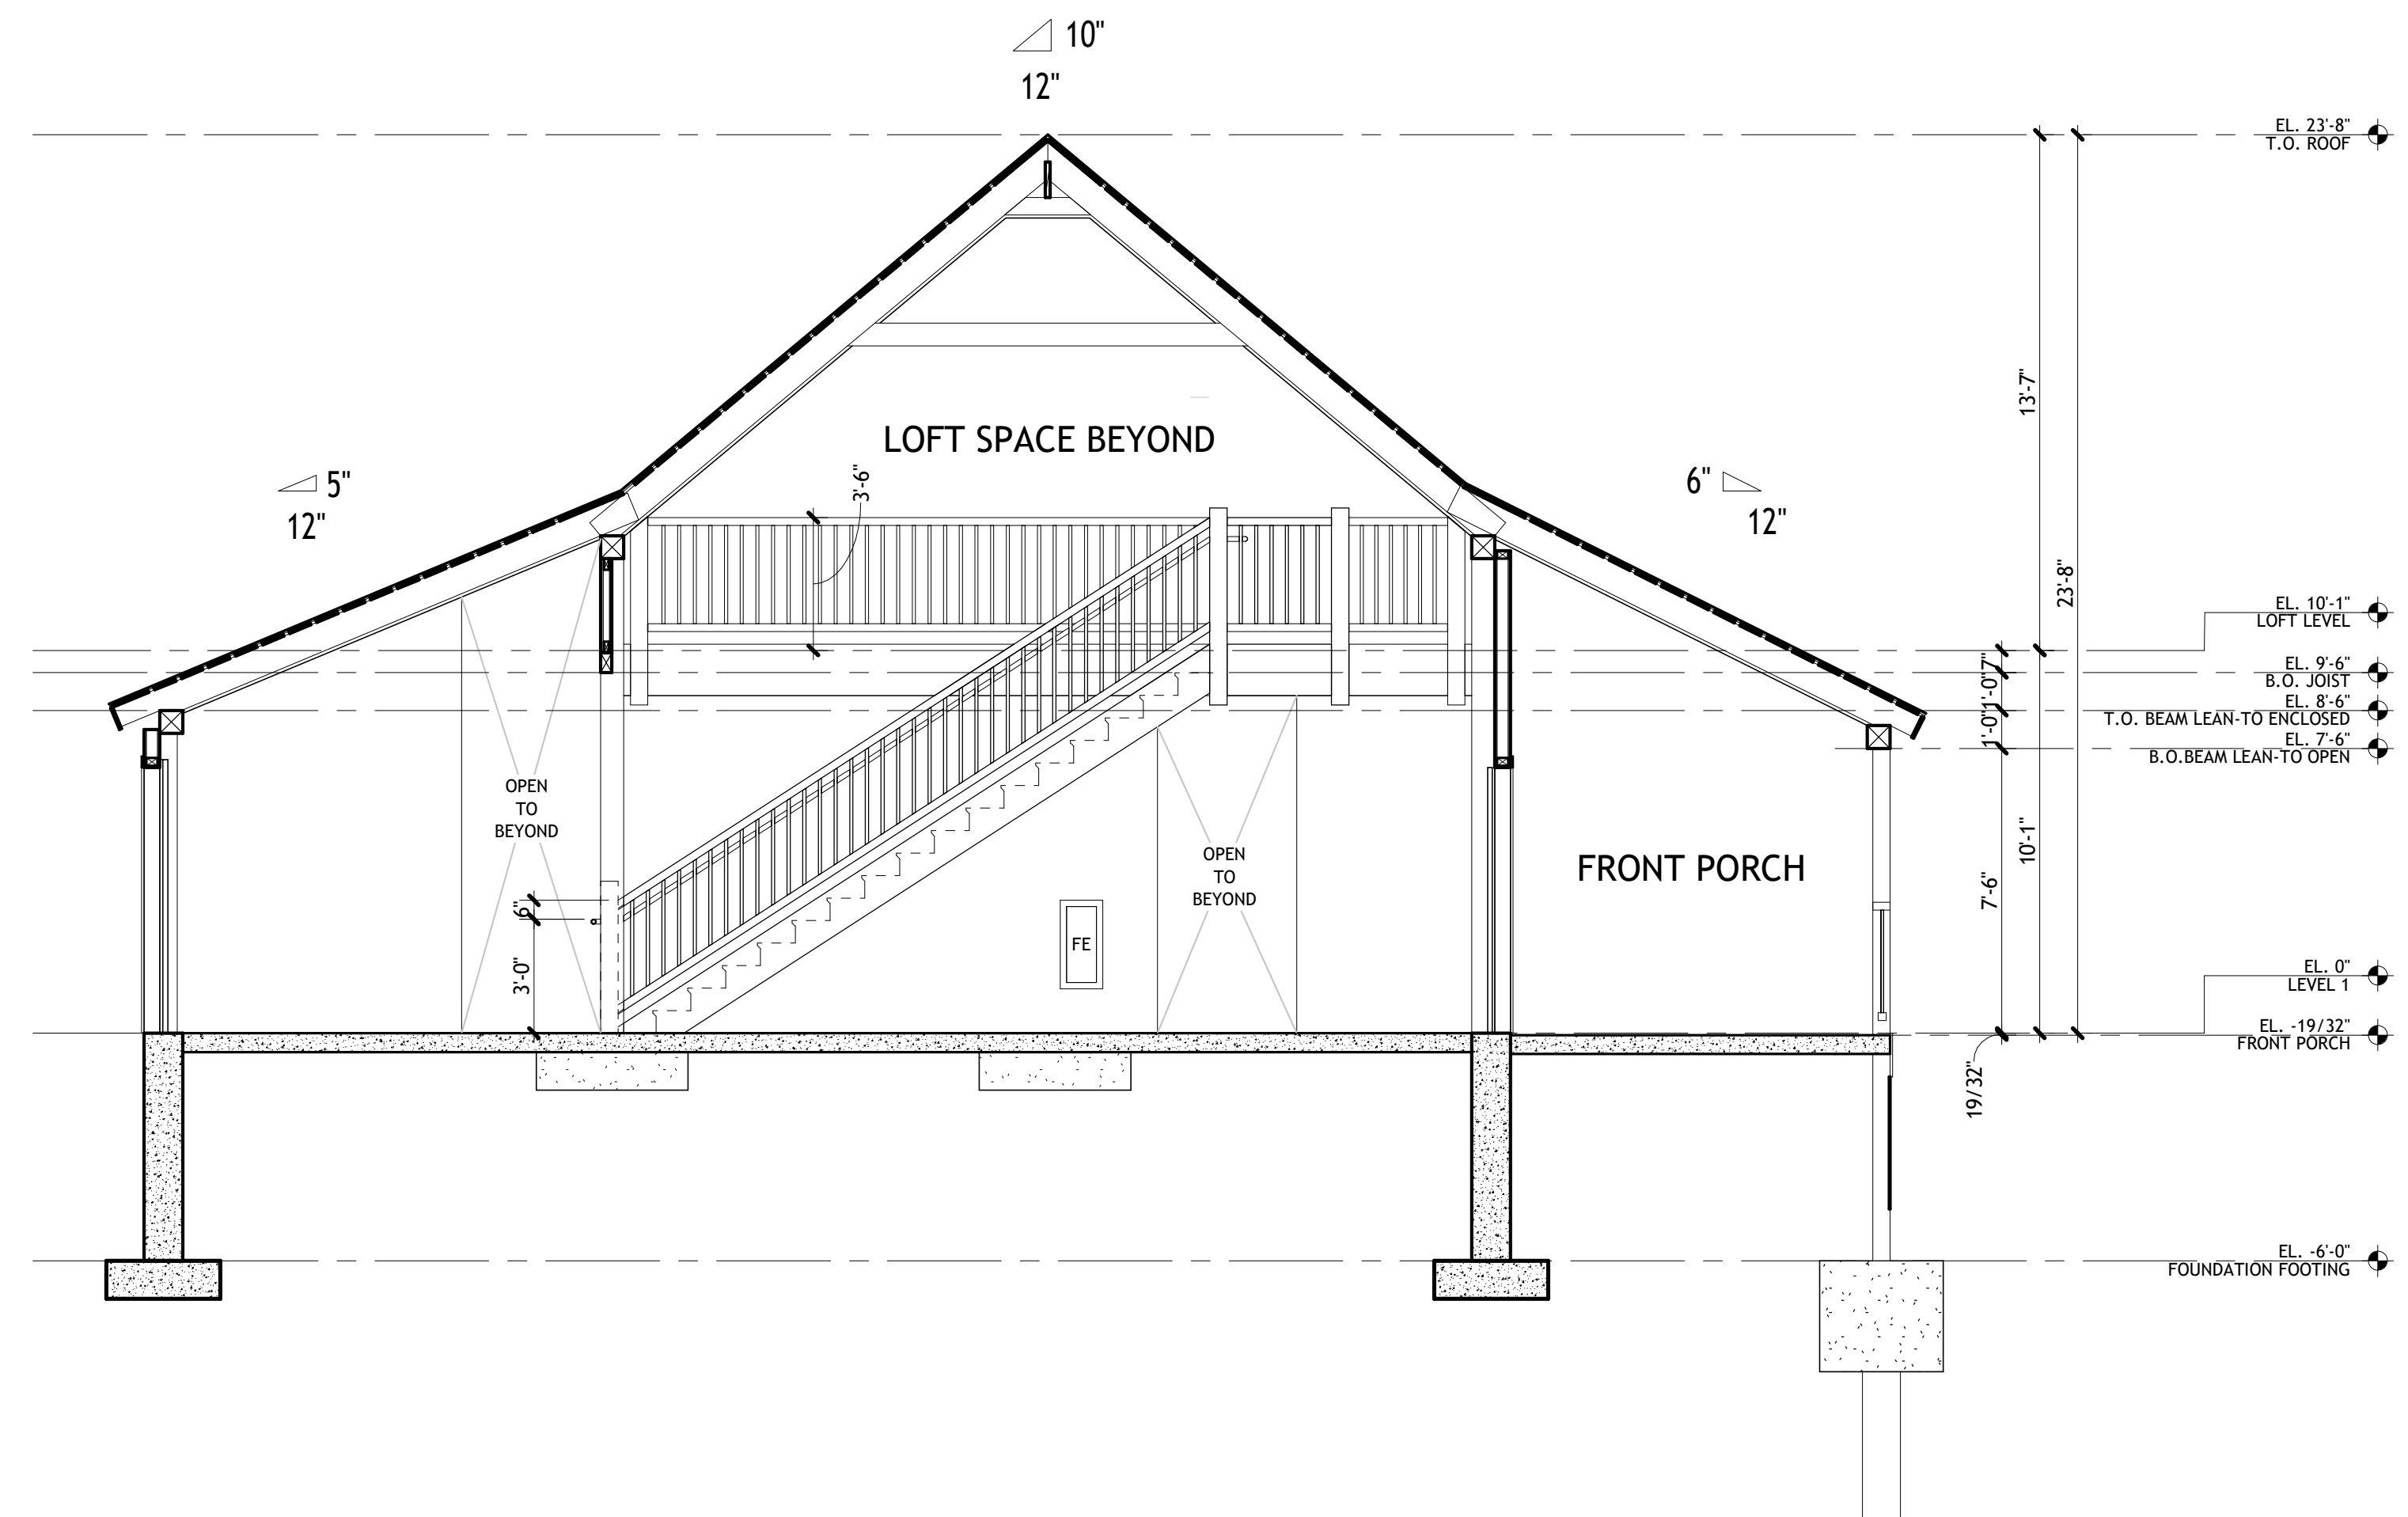 10"
12"
EL. 23'-8"
T.O. ROOF
13'-7"
LOFT SPACE BEYOND
3'-6"
5"
12"
6"
12"
23'-8"
EL. 10'-1"
LOFT LEVEL
7"
EL. 9'-6"
B.O. JOIST
1'-0"
EL. 8'-6"
T.O. BEAM LEAN-TO ENCLOSED
1'-0"
EL. 7'-6"
B.O.BEAM LEAN-TO OPEN
OPEN
TO
BEYOND
OPEN
TO
BEYOND
FRONT PORCH
10'-1"
7'-6"
6"
FE
3'-0"
EL. 0"
LEVEL 1
EL. -19/32"
FRONT PORCH
19/32"
EL. -6'-0"
FOUNDATION FOOTING